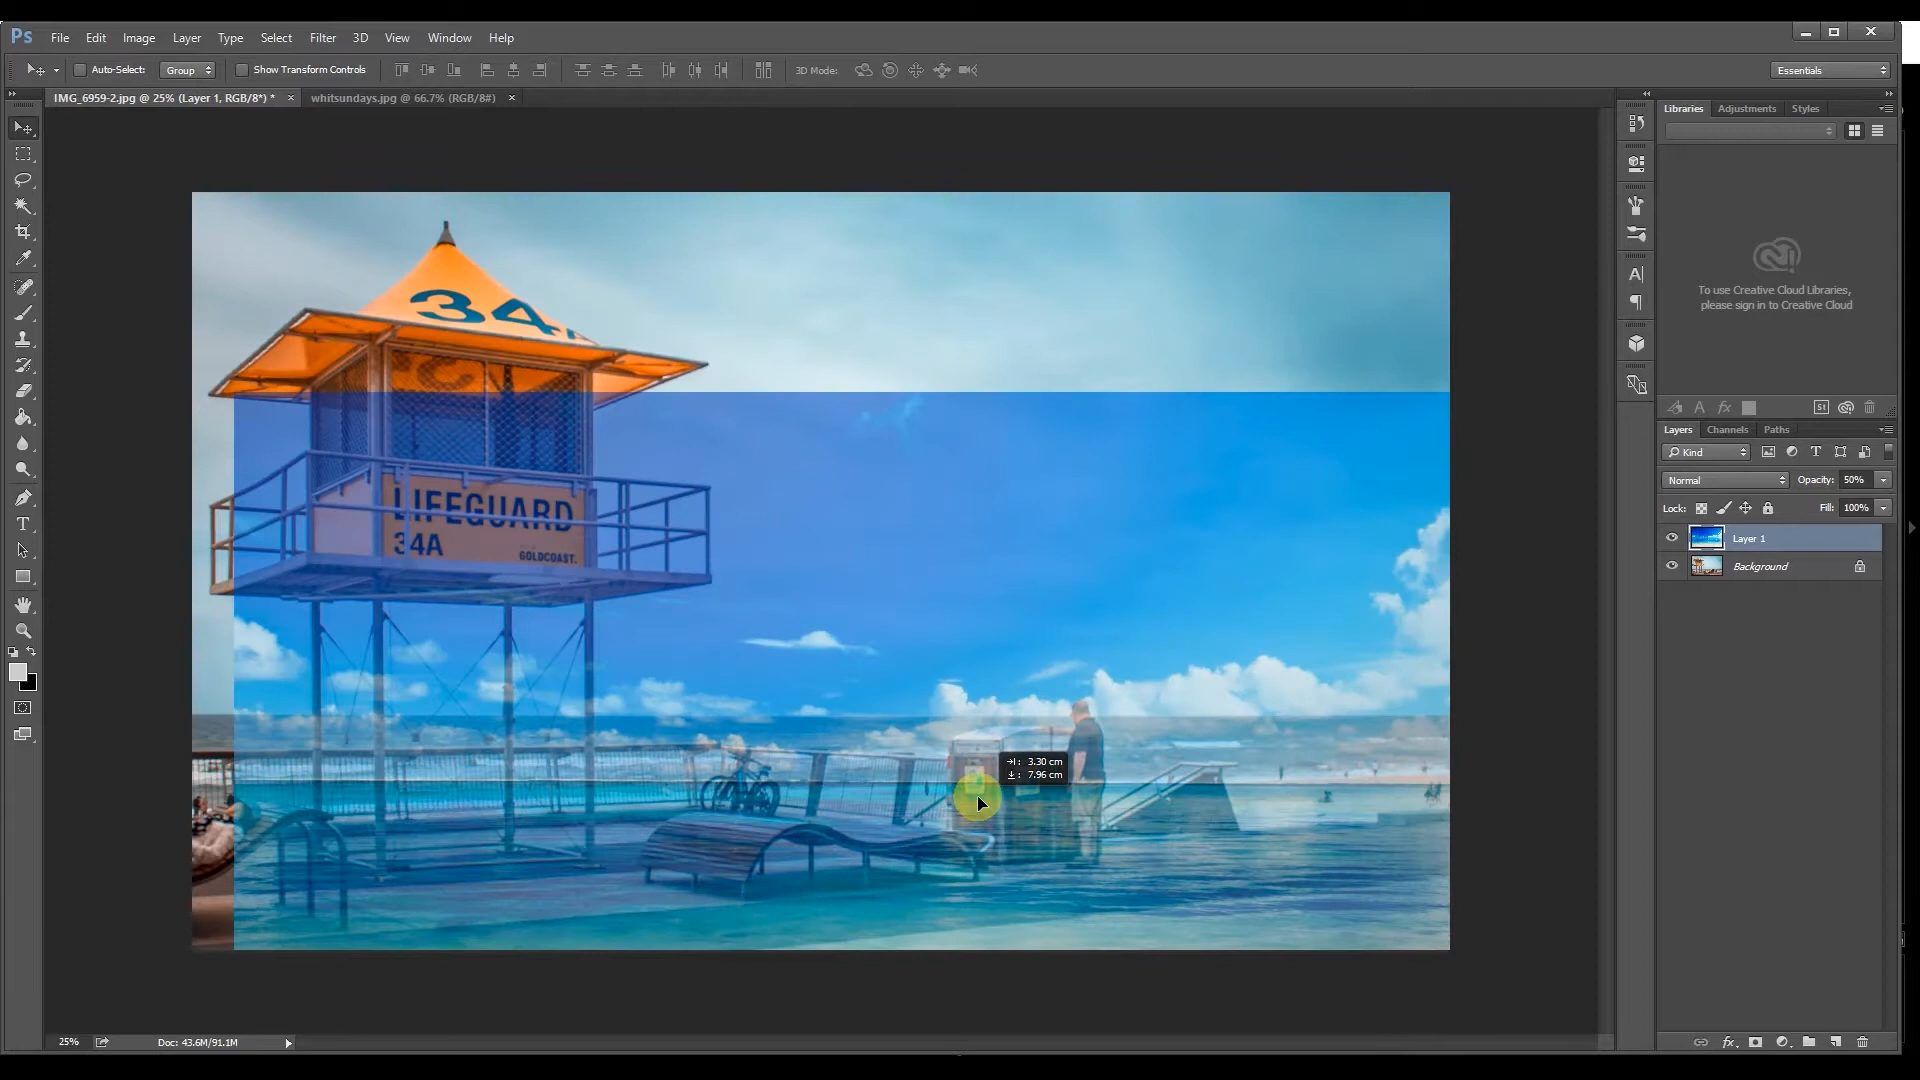 Ps File Edit Image Layer Type Select Filter 3D View Window Help
Auto-Select: Group Show Transform Controls 3D Mode: Essentials
IMG_6959-2.jpg @ 25% (Layer 1, RGB/8*) * × whitsundays.jpg @ 66.7% (RGB/8#) ×
Libraries Adjustments Styles
To use Creative Cloud Libraries,
please sign in to Creative Cloud
34
LIFEGUARD
34A
GOLDCOAST.
→|: 3.30 cm
7.96 cm
St
Layers Channels Paths
Kind
Normal Opacity: 50%
Lock: Fill: 100%
Layer 1
Background
25% Doc: 43.6M/91.1M